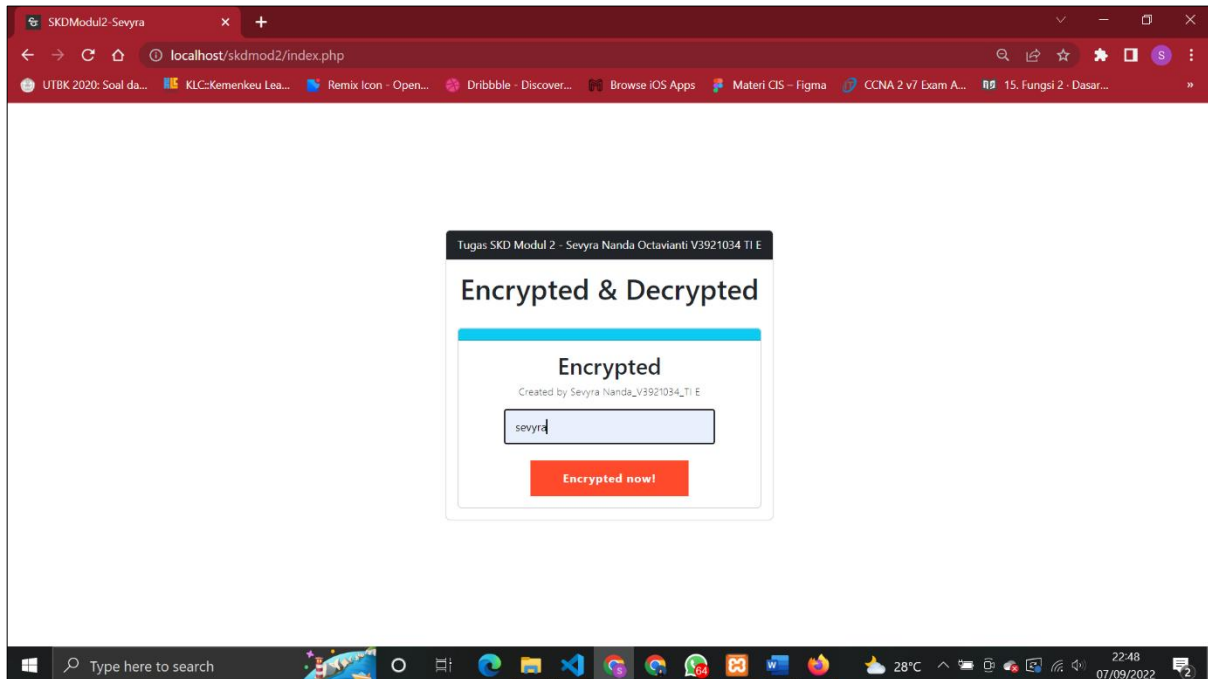 SKDModul2-Sevyra
localhost/skdmod2/index.php
S
UTBK 2020: Soal da... KLC::Kemenkeu Lea... Remix Icon - Open... Dribbble - Discover... Browse iOS Apps Materi CIS – Figma CCNA 2 v7 Exam A... 15. Fungsi 2 - Dasar... »
Tugas SKD Modul 2 - Sevyra Nanda Octavianti V3921034 TI E
Encrypted & Decrypted
Encrypted
Created by Sevyra Nanda_V3921034_TI E
sevyra
Encrypted now!
Type here to search
64
28°C
22:48
07/09/2022
2